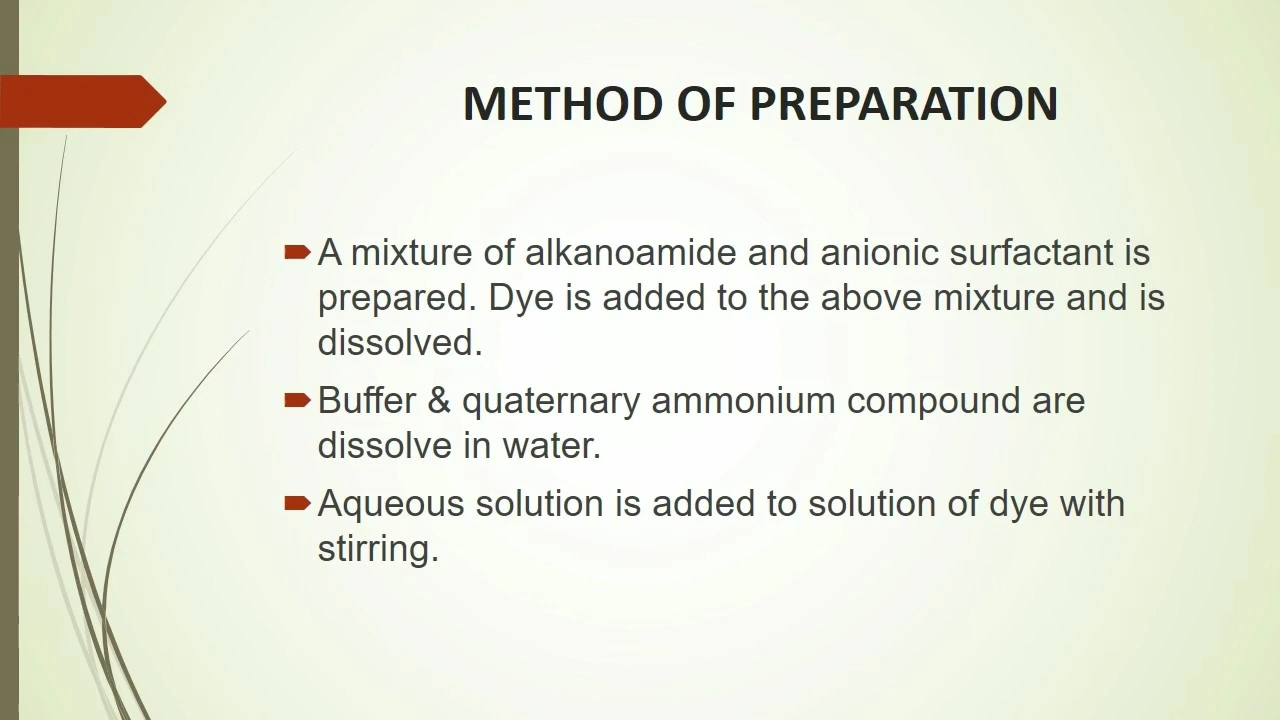 METHOD OF PREPARATION
A mixture of alkanoamide and anionic surfactant is
prepared. Dye is added to the above mixture and is
dissolved.
Buffer & quaternary ammonium compound are
dissolve in water.
Aqueous solution is added to solution of dye with
stirring.